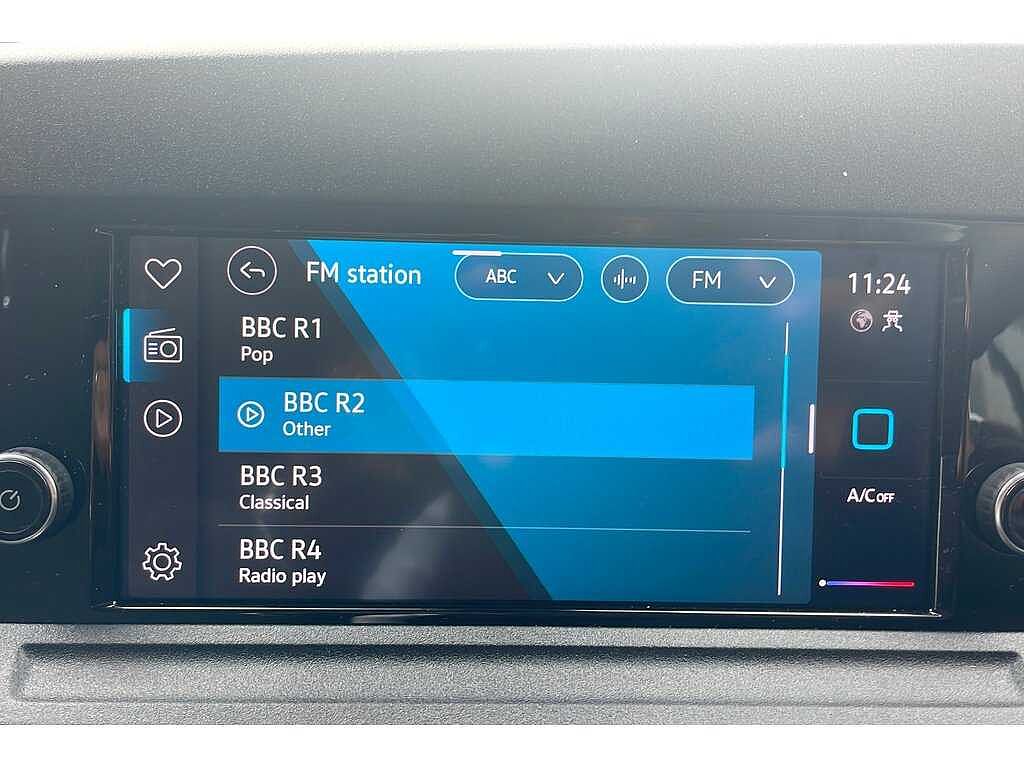 FM station
ABC
FM
11:24
BBC R1
Pop
BBC R2
Other
BBC R3
Classical
A/C OFF
BBC R4
Radio play